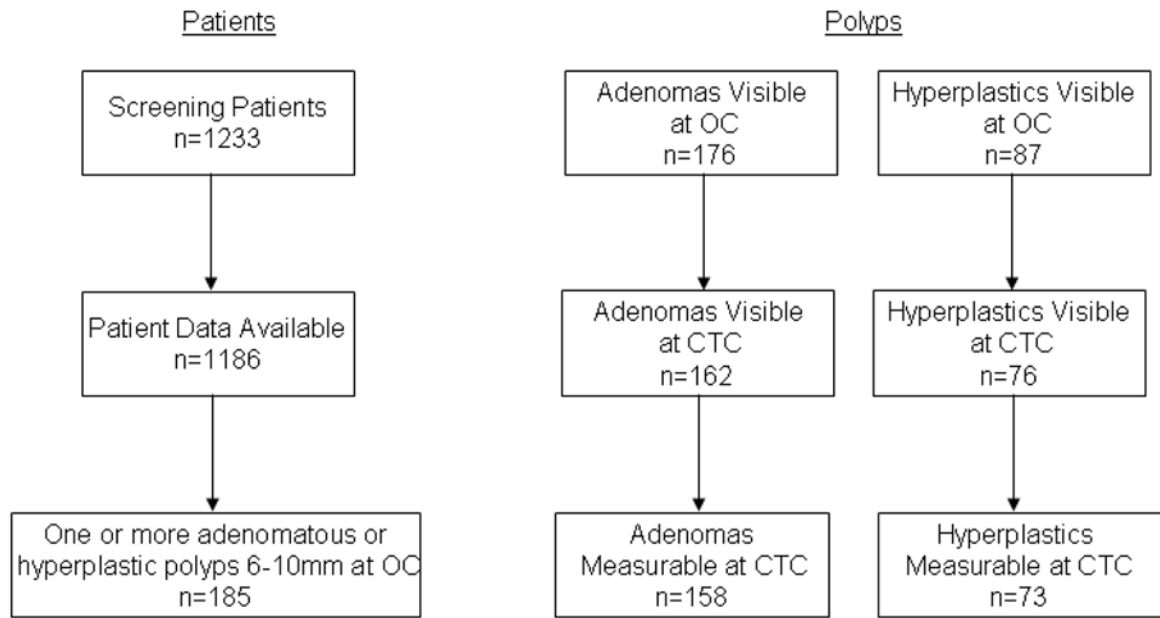 Patients
Screening Patients
n=1233
Patient Data Available
n=1186
One or more adenomatous or
hyperplastic polyps 6-10mm at OC
n=185
Polyps
Adenomas Visible
at OC
n=176
Adenomas Visible
at CTC
n=162
Adenomas
Measurable at CTC
n=158
Hyperplastics Visible
at OC
n=87
Hyperplastics Visible
at CTC
n=76
Hyperplastics
Measurable at CTC
n=73